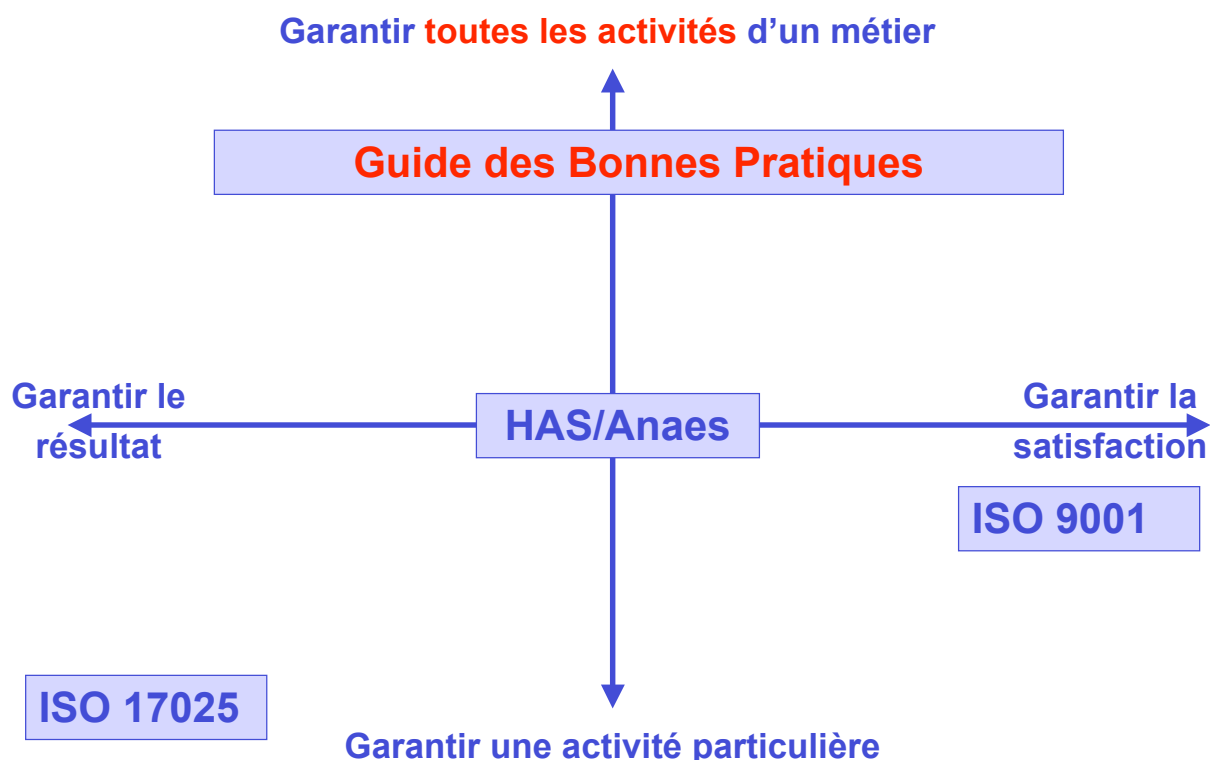 Garantir toutes les activités d’un métier
Guide des Bonnes Pratiques
Garantir le
résultat
HAS/Anaes
Garantir la
satisfaction
ISO 9001
ISO 17025
Garantir une activité particulière